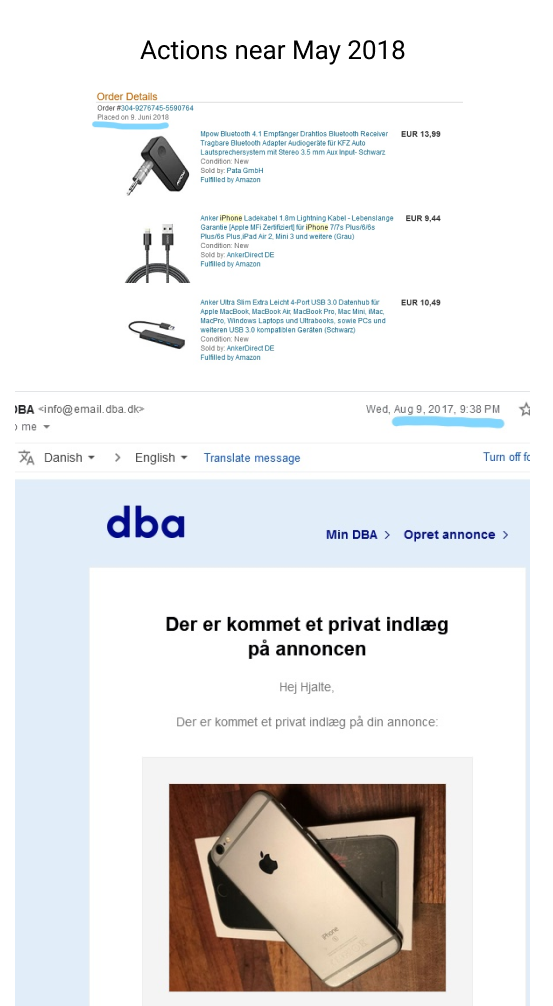 Actions near May 2018
Order Details
Order #304-9276745-5590764
Placed on 9. Juni 2018
Mpow Bluetooth 4.1 Empfänger Drahtlos Bluetooth Receiver
Tragbare Bluetooth Adapter Audiogeräte für KFZ Auto
Lautsprechersystem mit Stereo 3.5 mm Aux Input- Schwarz
Condition: New
Sold by: Pata GmbH
Fulfilled by Amazon
EUR 13,99
Anker iPhone Ladekabel 1.8m Lightning Kabel - Lebenslange
Garantie [Apple MFi Zertifiziert] für iPhone 7/7s Plus/6/6s
Plus/6s Plus,iPad Air 2, Mini 3 und weitere (Grau)
Condition: New
Sold by: AnkerDirect DE
Fulfilled by Amazon
EUR 9,44
Anker Ultra Slim Extra Leicht 4-Port USB 3.0 Datenhub für
Apple MacBook, MacBook Air, MacBook Pro, Mac Mini, iMac,
MacPro, Windows Laptops und Ultrabooks, sowie PCs und
weiteren USB 3.0 kompatiblen Geräten (Schwarz)
Condition: New
Sold by: AnkerDirect DE
Fulfilled by Amazon
EUR 10,49
DBA <info@email.dba.dk>
Wed, Aug 9, 2017, 9:38 PM
o me
Danish > English Translate message
Turn off fo
dba
Min DBA > Opret annonce >
Der er kommet et privat indlæg
på annoncen
Hej Hjalte,
Der er kommet et privat indlæg på din annonce:
iPhone
S